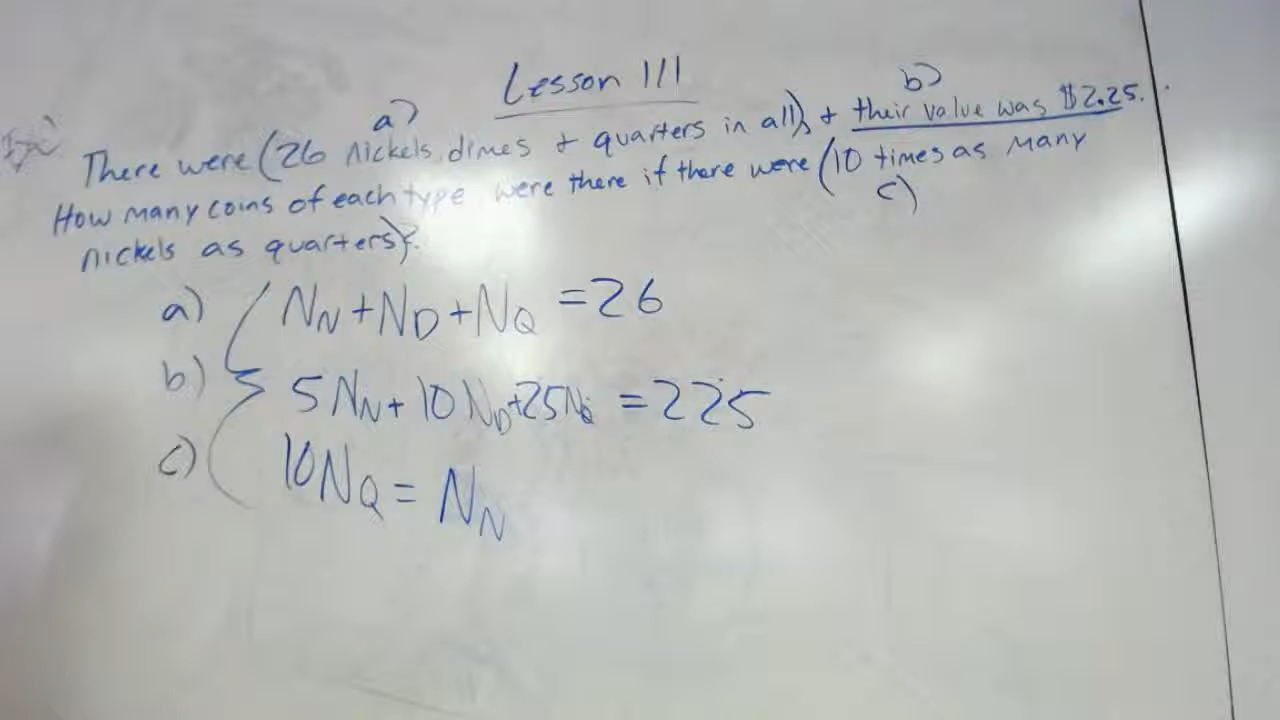 Lesson 111
a)
b)
There were (26 nickels, dimes + quarters in all), + their value was $2.25.
How many coins of each type were there if there were (10 times as many
c)
nickels as quarters)?
a) N_N + N_D + N_Q = 26
b) 5N_N + 10N_D + 25N_Q = 225
c) 10N_Q = N_N